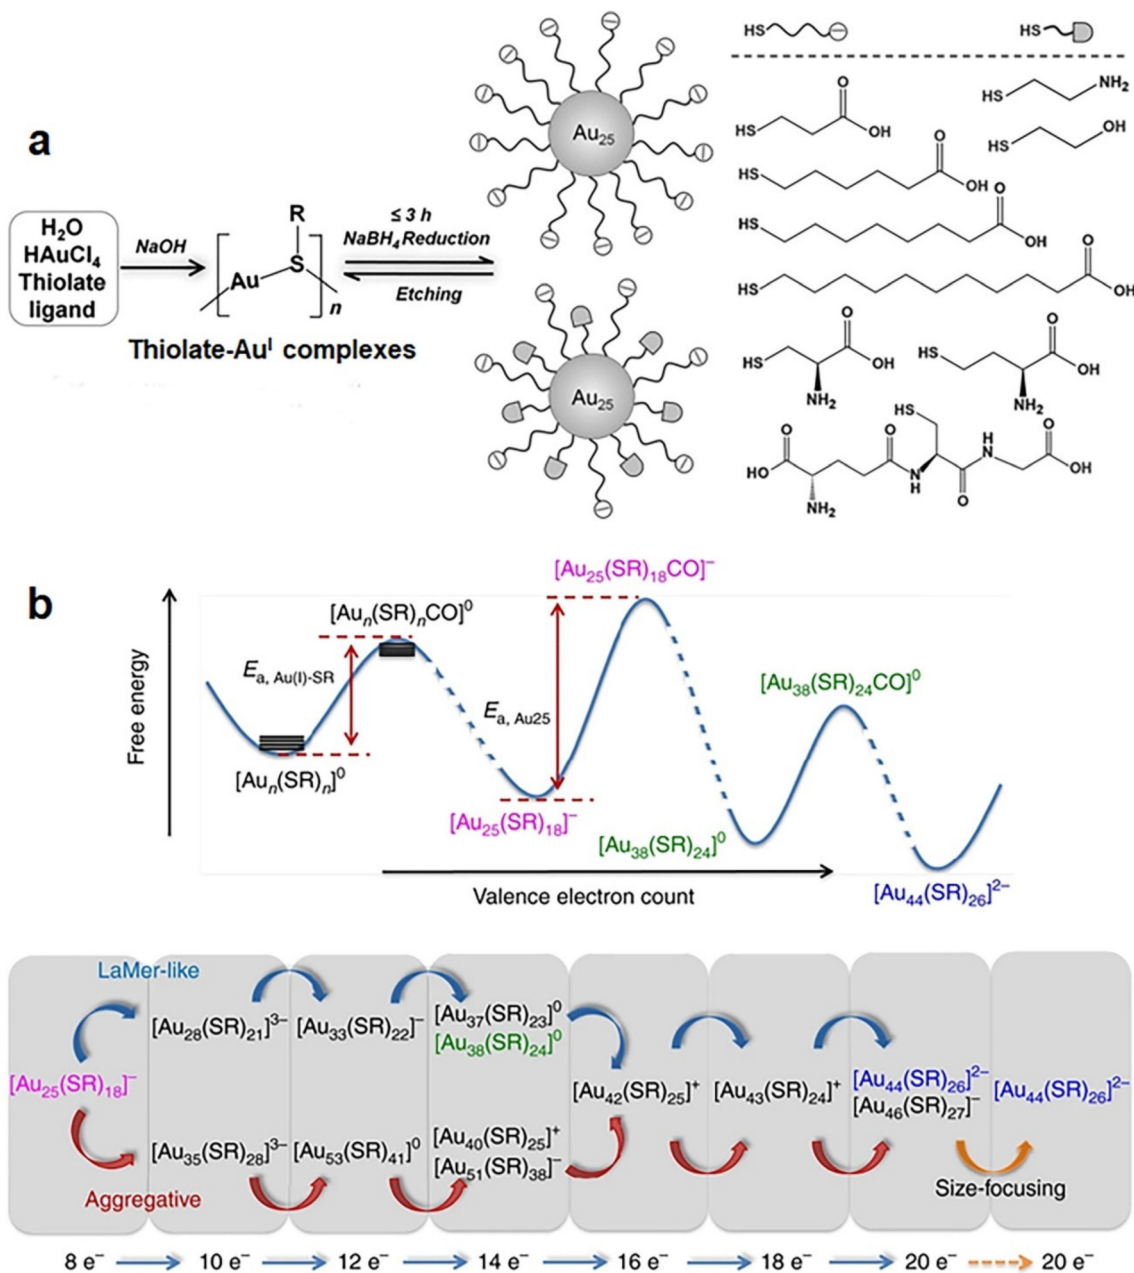 a
H₂O
HAuCl₄
Thiolate
ligand
NaOH
R
Au
S
n
≤ 3 h
NaBH₄ Reduction
Etching
Thiolate-Auᴵ complexes
Au₂₅
Au₂₅
HS
HS
HS
O
OH
HS
NH₂
HS
OH
HS
O
OH
HS
O
OH
HS
O
OH
HS
O
OH
NH₂
HS
O
OH
NH₂
HO
O
NH₂
O
N
H
HS
O
H
N
O
OH
b
Free energy
[Auₙ(SR)ₙ]⁰
Eₐ, Au(I)-SR
[Auₙ(SR)ₙCO]⁰
Eₐ, Au25
[Au₂₅(SR)₁₈CO]⁻
[Au₂₅(SR)₁₈]⁻
[Au₃₈(SR)₂₄CO]⁰
[Au₃₈(SR)₂₄]⁰
[Au₄₄(SR)₂₆]²⁻
Valence electron count
LaMer-like
[Au₂₅(SR)₁₈]⁻
Aggregative
[Au₂₈(SR)₂₁]³⁻
[Au₃₅(SR)₂₈]³⁻
[Au₃₃(SR)₂₂]⁻
[Au₅₃(SR)₄₁]⁰
[Au₃₇(SR)₂₃]⁰
[Au₃₈(SR)₂₄]⁰
[Au₄₀(SR)₂₅]⁺
[Au₅₁(SR)₃₈]⁻
[Au₄₂(SR)₂₅]⁺
[Au₄₃(SR)₂₄]⁺
[Au₄₄(SR)₂₆]²⁻
[Au₄₆(SR)₂₇]⁻
[Au₄₄(SR)₂₆]²⁻
Size-focusing
8 e⁻ → 10 e⁻ → 12 e⁻ → 14 e⁻ → 16 e⁻ → 18 e⁻ → 20 e⁻ → 20 e⁻